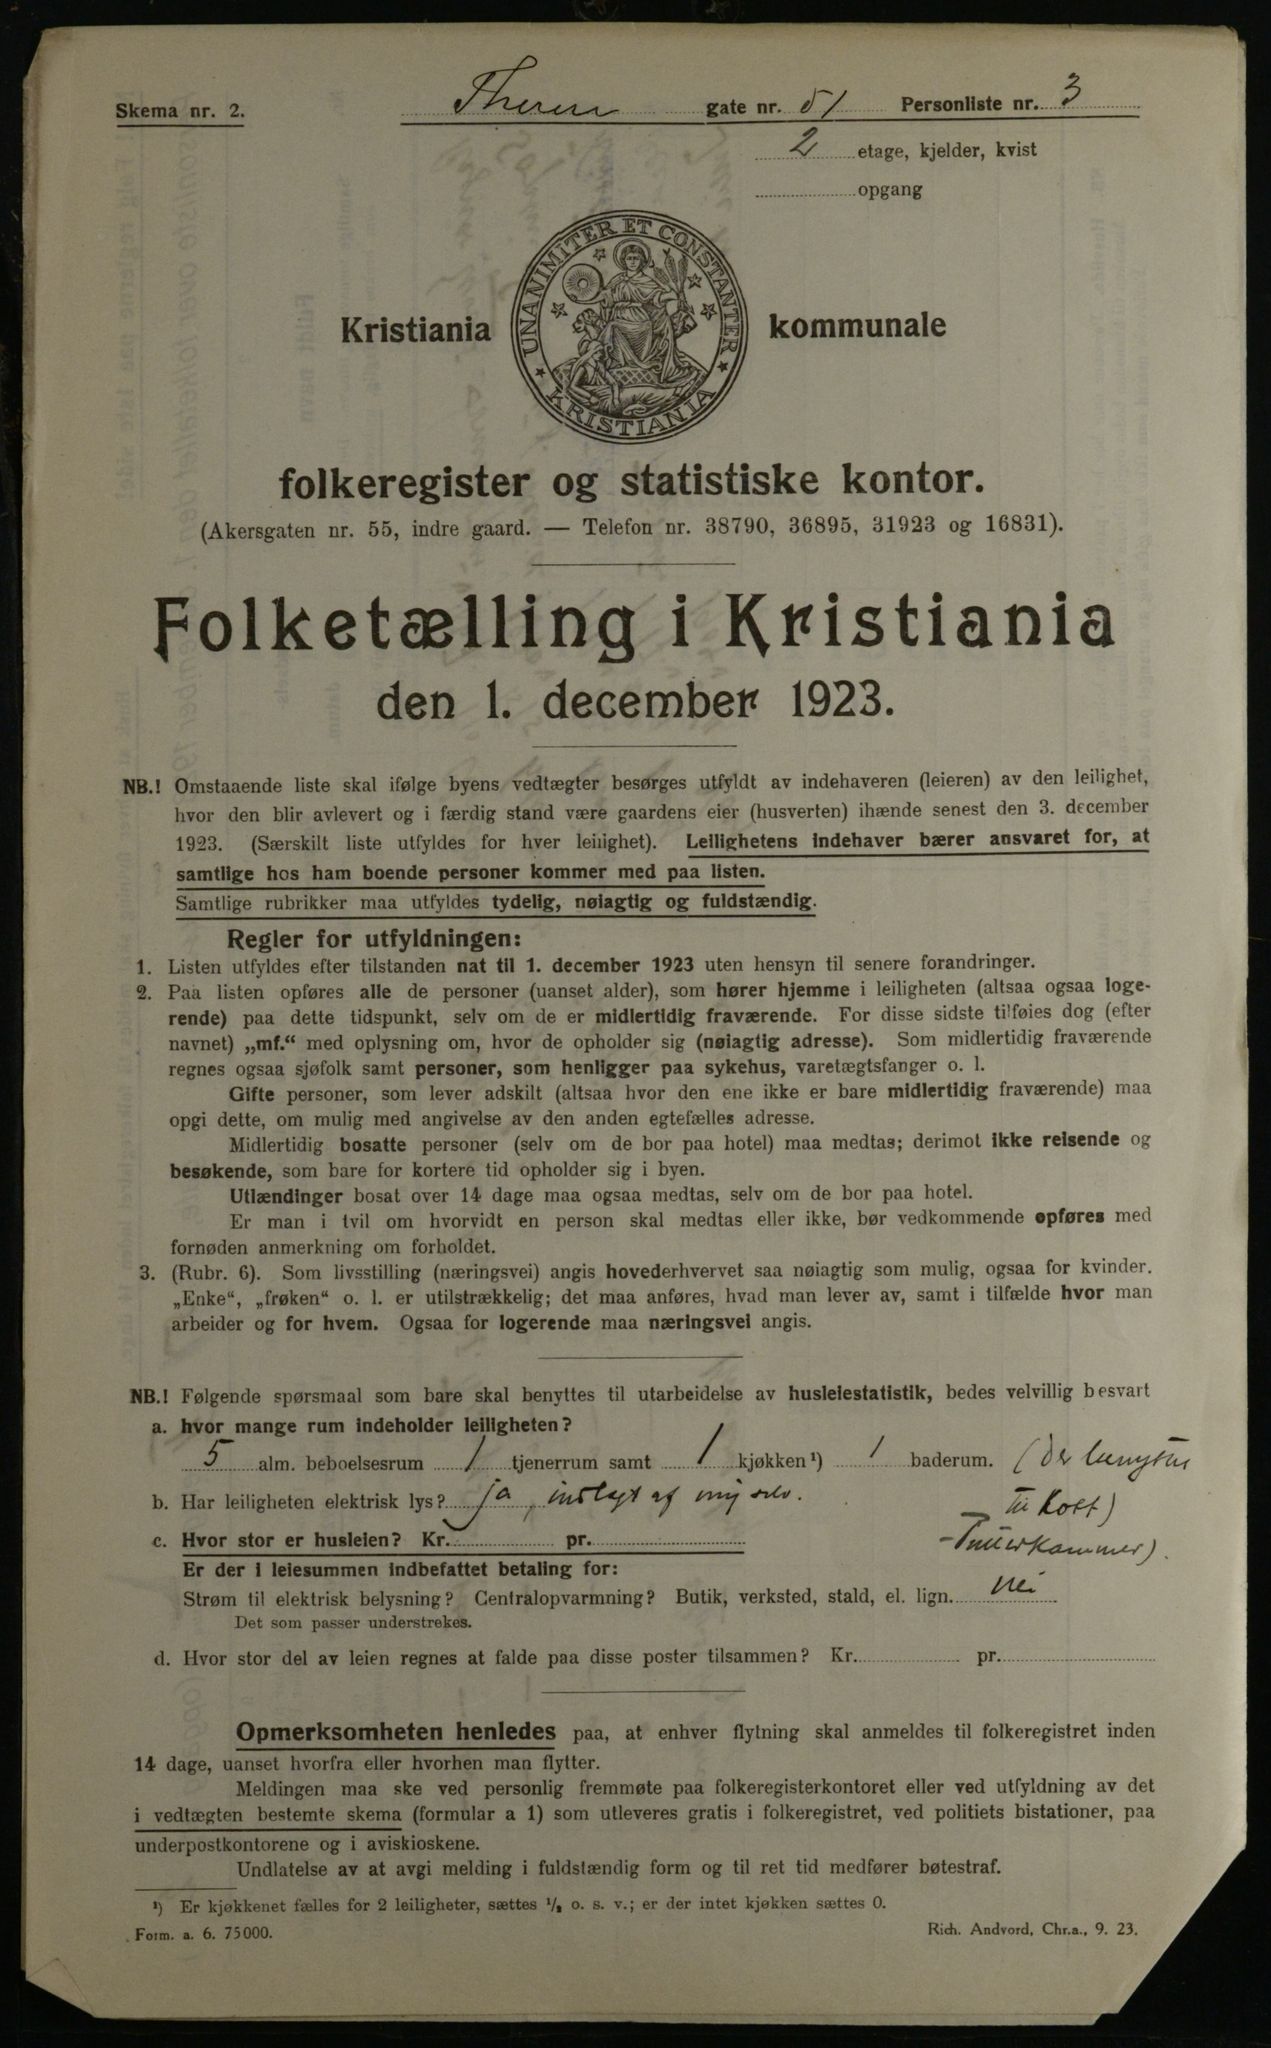 Skema nr. 2.
gate nr. 51 Personliste nr. 3
2 etage, kjelder, kvist
opgang
UNANIMITER ET CONSTANTER
KRISTIANIA
Kristiania kommunale
folkeregister og statistiske kontor.
(Akersgaten nr. 55, indre gaard. — Telefon nr. 38790, 36895, 31923 og 16831).
Folketælling i Kristiania
den 1. december 1923.
NB.! Omstaaende liste skal ifølge byens vedtægter besørges utfyldt av indehaveren (leieren) av den leilighet,
hvor den blir avlevert og i færdig stand være gaardens eier (husverten) ihænde senest den 3. december
1923. (Særskilt liste utfyldes for hver leilighet). Leilighetens indehaver bærer ansvaret for, at
samtlige hos ham boende personer kommer med paa listen.
Samtlige rubrikker maa utfyldes tydelig, nøiagtig og fuldstændig.
Regler for utfyldningen:
1. Listen utfyldes efter tilstanden nat til 1. december 1923 uten hensyn til senere forandringer.
2. Paa listen opføres alle de personer (uanset alder), som hører hjemme i leiligheten (altsaa ogsaa loge-
rende) paa dette tidspunkt, selv om de er midlertidig fraværende. For disse sidste tilføies dog (efter
navnet) „mf.“ med oplysning om, hvor de opholder sig (nøiagtig adresse). Som midlertidig fraværende
regnes ogsaa sjøfolk samt personer, som henligger paa sykehus, varetægtsfanger o. l.
Gifte personer, som lever adskilt (altsaa hvor den ene ikke er bare midlertidig fraværende) maa
opgi dette, om mulig med angivelse av den anden egtefælles adresse.
Midlertidig bosatte personer (selv om de bor paa hotel) maa medtas; derimot ikke reisende og
besøkende, som bare for kortere tid opholder sig i byen.
Utlændinger bosat over 14 dage maa ogsaa medtas, selv om de bor paa hotel.
Er man i tvil om hvorvidt en person skal medtas eller ikke, bør vedkommende opføres med
fornøden anmerkning om forholdet.
3. (Rubr. 6). Som livsstilling (næringsvei) angis hovederhvervet saa nøiagtig som mulig, ogsaa for kvinder.
„Enke“, „frøken“ o. l. er utilstrækkelig; det maa anføres, hvad man lever av, samt i tilfælde hvor man
arbeider og for hvem. Ogsaa for logerende maa næringsvei angis.
NB.! Følgende spørsmaal som bare skal benyttes til utarbeidelse av husleiestatistik, bedes velvillig besvart
a. hvor mange rum indeholder leiligheten?
5 alm. beboelsesrum 1 tjenerrum samt 1 kjøkken¹) 1 baderum. (der benyttes
b. Har leiligheten elektrisk lys? ja, indlagt af mig selv. til Kott)
c. Hvor stor er husleien? Kr. pr.
Er der i leiesummen indbefattet betaling for:
Strøm til elektrisk belysning? Centralopvarmning? Butik, verksted, stald, el. lign. nei
Det som passer understrekes.
d. Hvor stor del av leien regnes at falde paa disse poster tilsammen? Kr. pr.
Opmerksomheten henledes paa, at enhver flytning skal anmeldes til folkeregistret inden
14 dage, uanset hvorfra eller hvorhen man flytter.
Meldingen maa ske ved personlig fremmøte paa folkeregisterkontoret eller ved utfyldning av det
i vedtægten bestemte skema (formular a 1) som utleveres gratis i folkeregistret, ved politiets bistationer, paa
underpostkontorene og i aviskioskene.
Undlatelse av at avgi melding i fuldstændig form og til ret tid medfører bøtestraf.
¹) Er kjøkkenet fælles for 2 leiligheter, sættes ½ o. s. v.; er der intet kjøkken sættes 0.
Form. a. 6. 75000. Rich. Andvord, Chr.a., 9. 23.